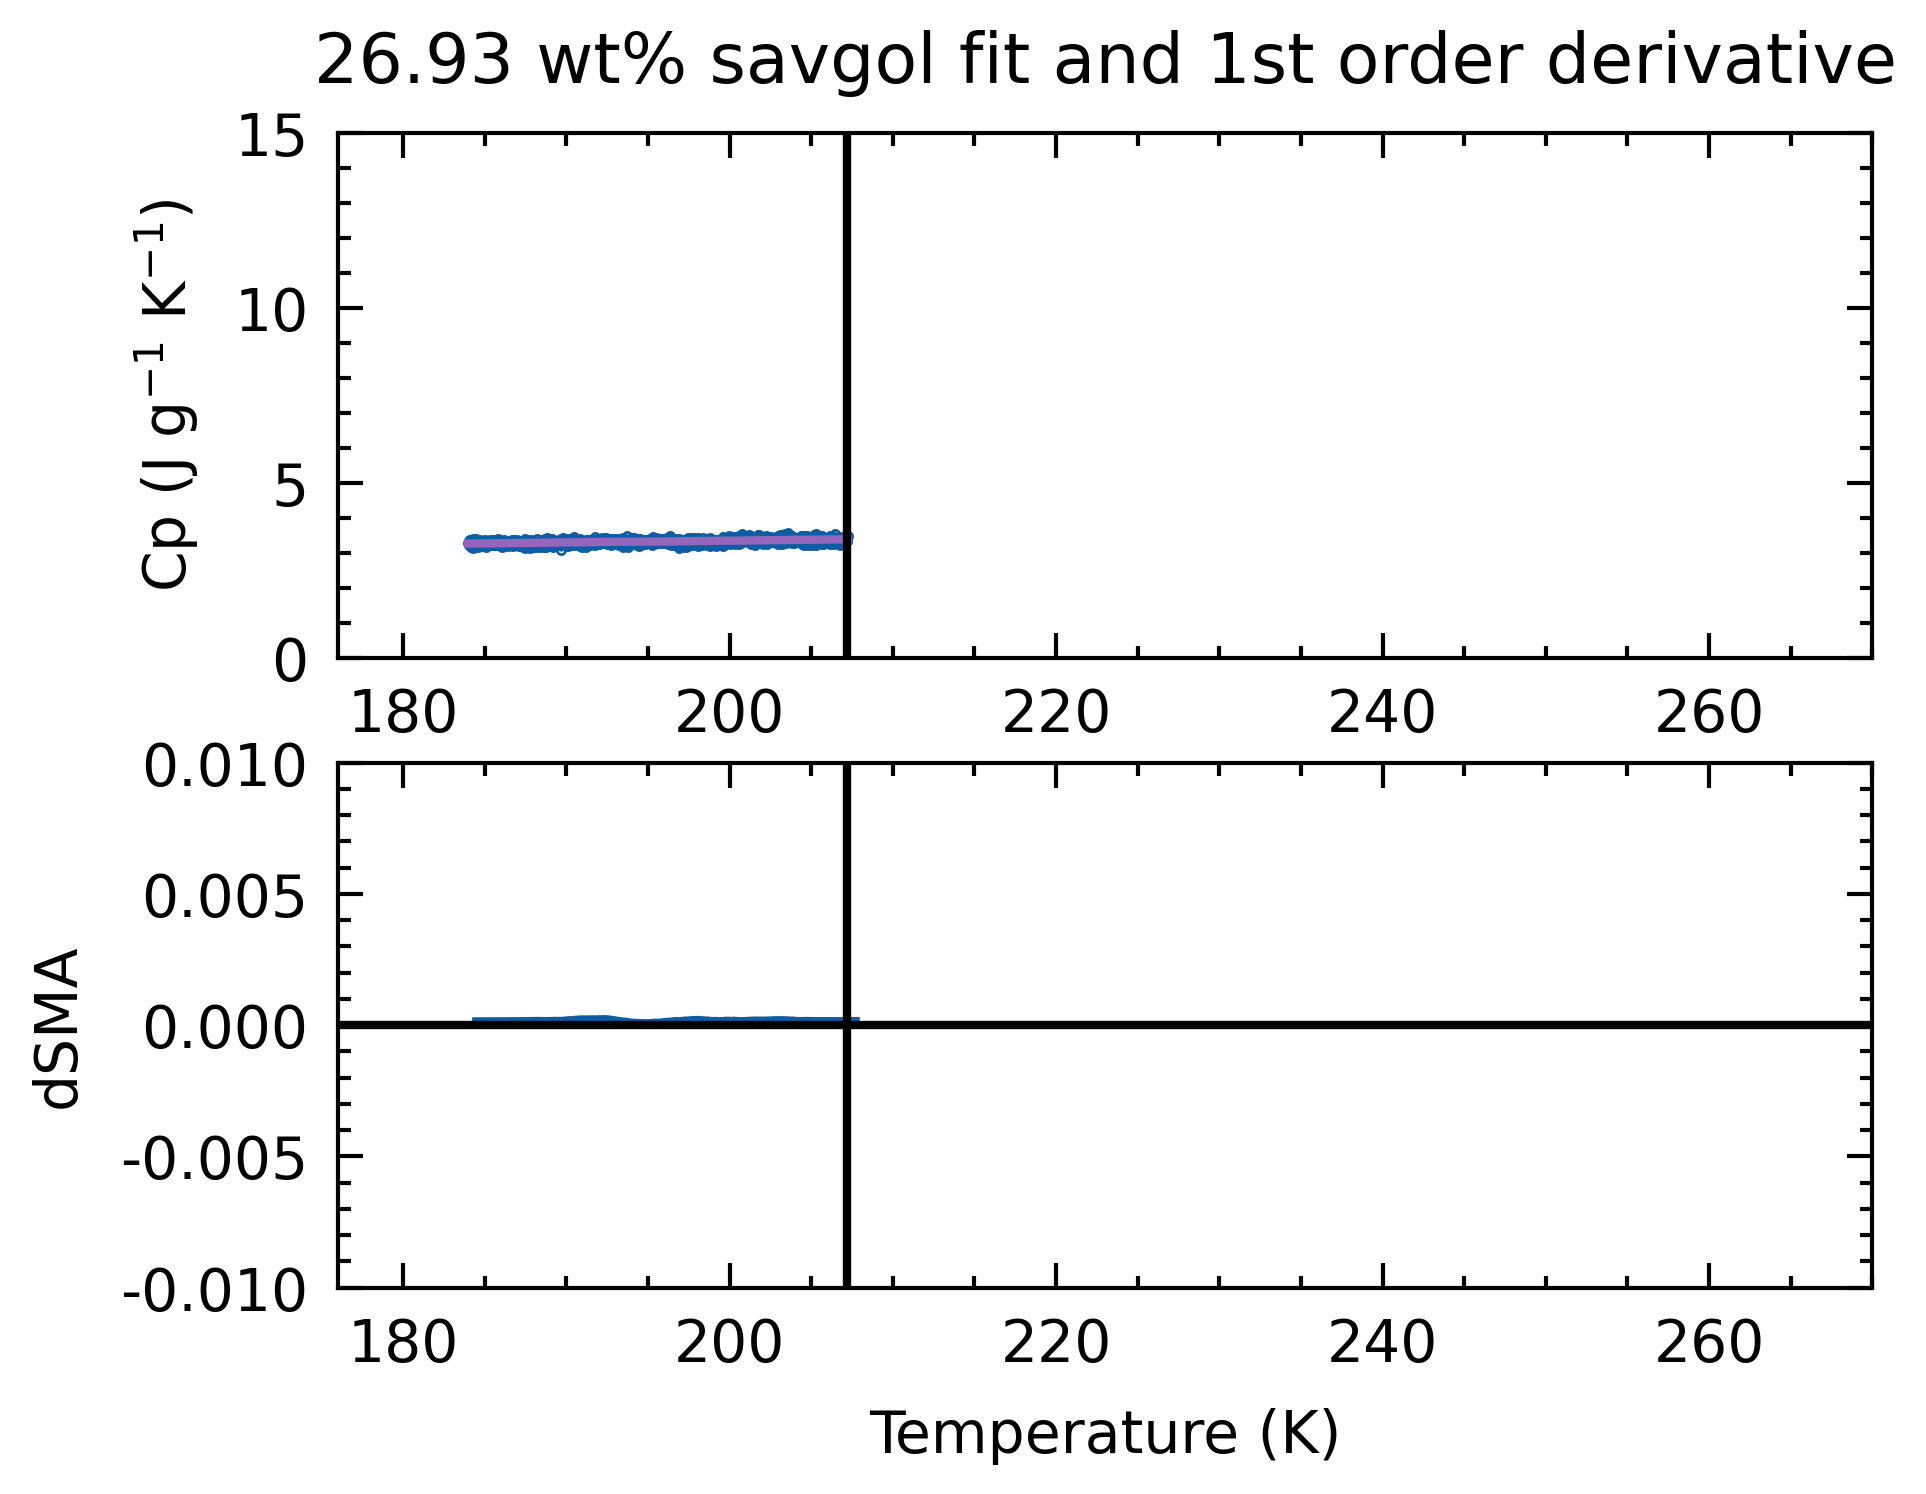 26.93 wt% savgol fit and 1st order derivative
15
10
5
0
Cp (J g⁻¹ K⁻¹)
180 200 220 240 260
0.010
0.005
0.000
-0.005
-0.010
dSMA
180 200 220 240 260
Temperature (K)